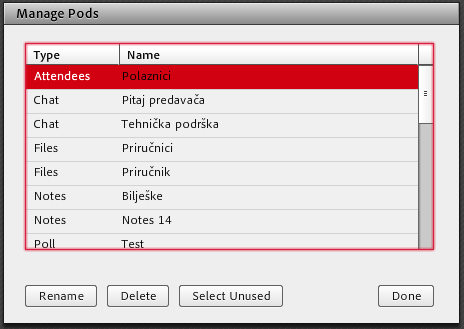 Manage Pods
Type Name
Attendees Polaznici
Chat Pitaj predavača
Chat Tehnička podrška
Files Priručnici
Files Priručnik
Notes Bilješke
Notes Notes 14
Poll Test
Rename Delete Select Unused Done